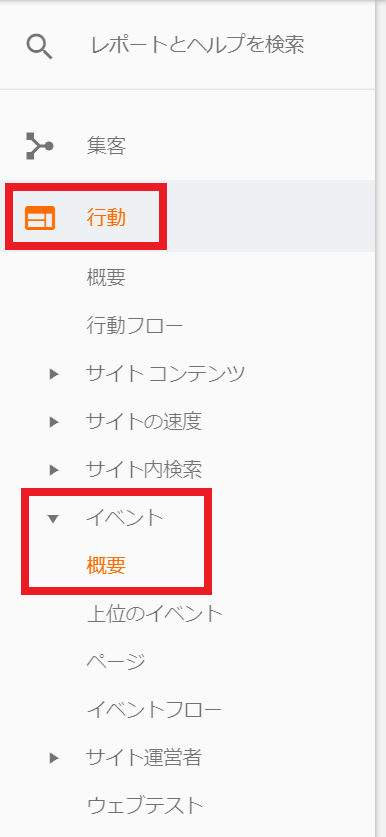 レポートとヘルプを検索
集客
行動
概要
行動フロー
サイト コンテンツ
サイトの速度
サイト内検索
イベント
概要
上位のイベント
ページ
イベントフロー
サイト運営者
ウェブテスト